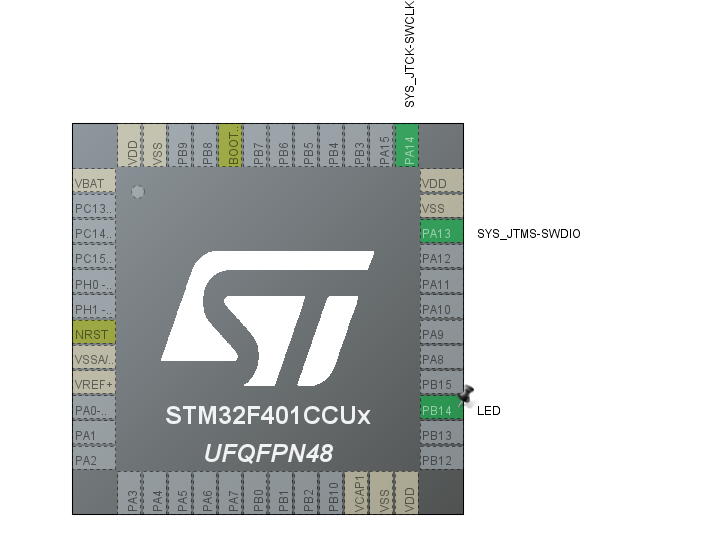 SYS_JTCK-SWCLK
VDD
VSS
PB9
PB8
BOOT..
PB7
PB6
PB5
PB4
PB3
PA15
PA14
VBAT
PC13..
PC14..
PC15..
PH0 -..
PH1 -..
NRST
VSSA/..
VREF+
PA0-..
PA1
PA2
VDD
VSS
PA13
SYS_JTMS-SWDIO
PA12
PA11
PA10
PA9
PA8
PB15
PB14
LED
PB13
PB12
ST
STM32F401CCUx
UFQFPN48
PA3
PA4
PA5
PA6
PA7
PB0
PB1
PB2
PB10
VCAP1
VSS
VDD